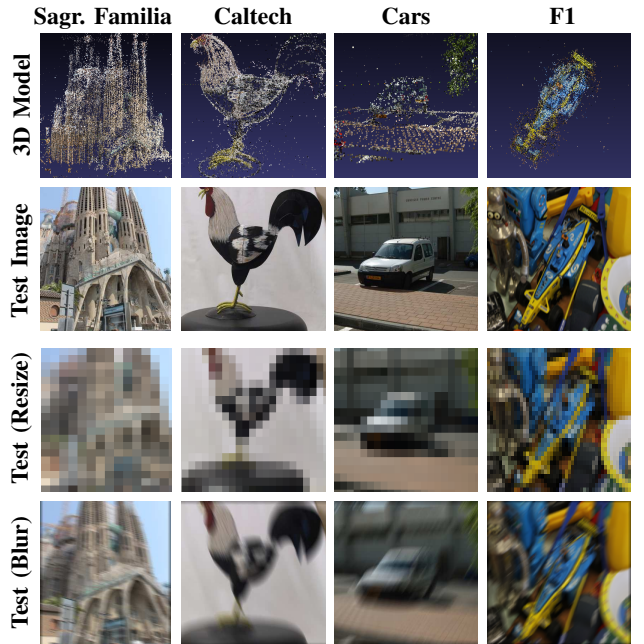 Sagr. Familia Caltech Cars F1
3D Model
Test Image
Test (Resize)
Test (Blur)